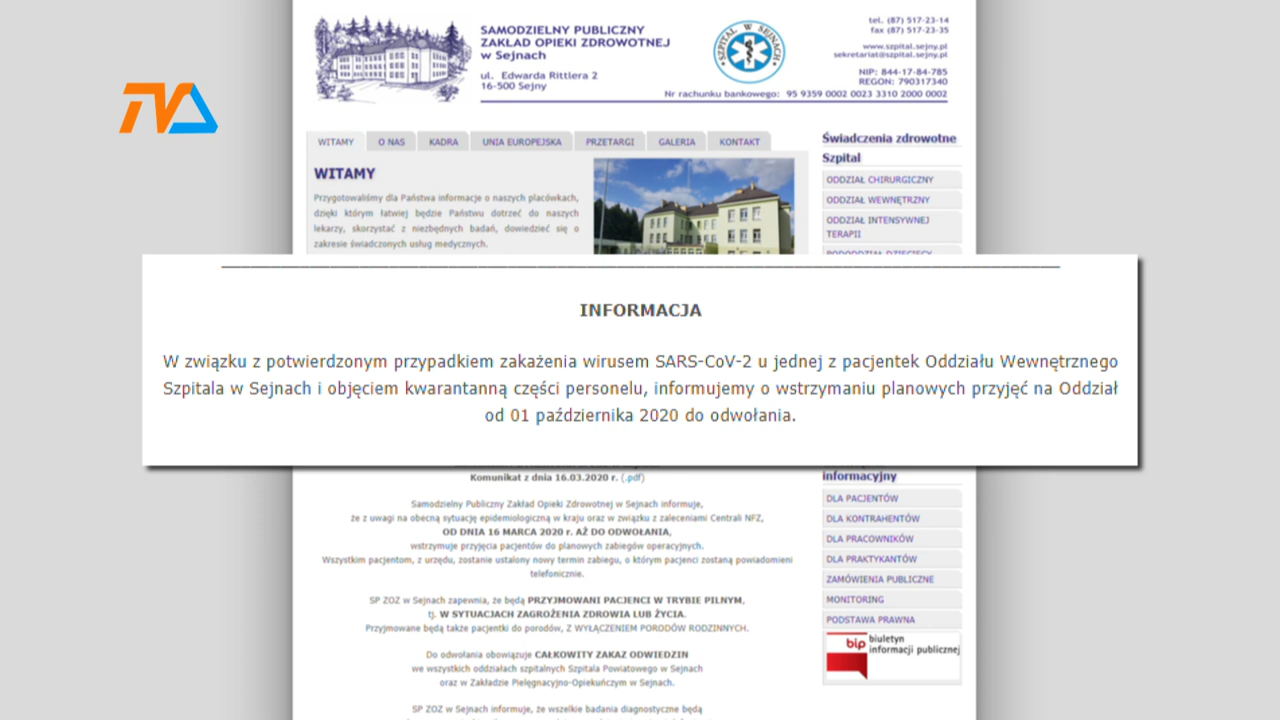 SAMODZIELNY PUBLICZNY
ZAKŁAD OPIEKI ZDROWOTNEJ
w Sejnach
ul. Edwarda Rittlera 2
16-500 Sejny
SZPITAL W SEJNACH
tel. (87) 517-23-14
fax (87) 517-23-35
www.szpital.sejny.pl
sekretariat@szpital.sejny.pl
NIP: 844-17-84-785
REGON: 790317340
Nr rachunku bankowego: 95 9359 0002 0023 3310 2000 0002
TVA
WITAMY O NAS KADRA UNIA EUROPEJSKA PRZETARGI GALERIA KONTAKT
WITAMY
Przygotowaliśmy dla Państwa informacje o naszych placówkach,
dzięki którym łatwiej będzie Państwu dotrzeć do naszych
lekarzy, skorzystać z niezbędnych badań, dowiedzieć się o
zakresie świadczonych usług medycznych.
Świadczenia zdrowotne
Szpital
ODDZIAŁ CHIRURGICZNY
ODDZIAŁ WEWNĘTRZNY
ODDZIAŁ INTENSYWNEJ
TERAPII
PODODDZIAŁ DZIECIĘCY
INFORMACJA
W związku z potwierdzonym przypadkiem zakażenia wirusem SARS-CoV-2 u jednej z pacjentek Oddziału Wewnętrznego
Szpitala w Sejnach i objęciem kwarantanną części personelu, informujemy o wstrzymaniu planowych przyjęć na Oddział
od 01 października 2020 do odwołania.
Komunikat z dnia 16.03.2020 r. (.pdf)
Samodzielny Publiczny Zakład Opieki Zdrowotnej w Sejnach informuje,
że z uwagi na obecną sytuację epidemiologiczną w kraju oraz w związku z zaleceniami Centrali NFZ,
OD DNIA 16 MARCA 2020 r. AŻ DO ODWOŁANIA,
wstrzymuje przyjęcia pacjentów do planowych zabiegów operacyjnych.
Wszystkim pacjentom, z urzędu, zostanie ustalony nowy termin zabiegu, o którym pacjenci zostaną powiadomieni
telefonicznie.
SP ZOZ w Sejnach zapewnia, że będą PRZYJMOWANI PACJENCI W TRYBIE PILNYM,
tj. W SYTUACJACH ZAGROŻENIA ZDROWIA LUB ŻYCIA.
Przyjmowane będą także pacjentki do porodów, Z WYŁĄCZENIEM PORODÓW RODZINNYCH.
Do odwołania obowiązuje CAŁKOWITY ZAKAZ ODWIEDZIN
we wszystkich oddziałach szpitalnych Szpitala Powiatowego w Sejnach
oraz w Zakładzie Pielęgnacyjno-Opiekuńczym w Sejnach.
SP ZOZ w Sejnach informuje, że wszelkie badania diagnostyczne będą
informacyjny
DLA PACJENTÓW
DLA KONTRAHENTÓW
DLA PRACOWNIKÓW
DLA PRAKTYKANTÓW
ZAMÓWIENIA PUBLICZNE
MONITORING
PODSTAWA PRAWNA
bip biuletyn
informacji publicznej